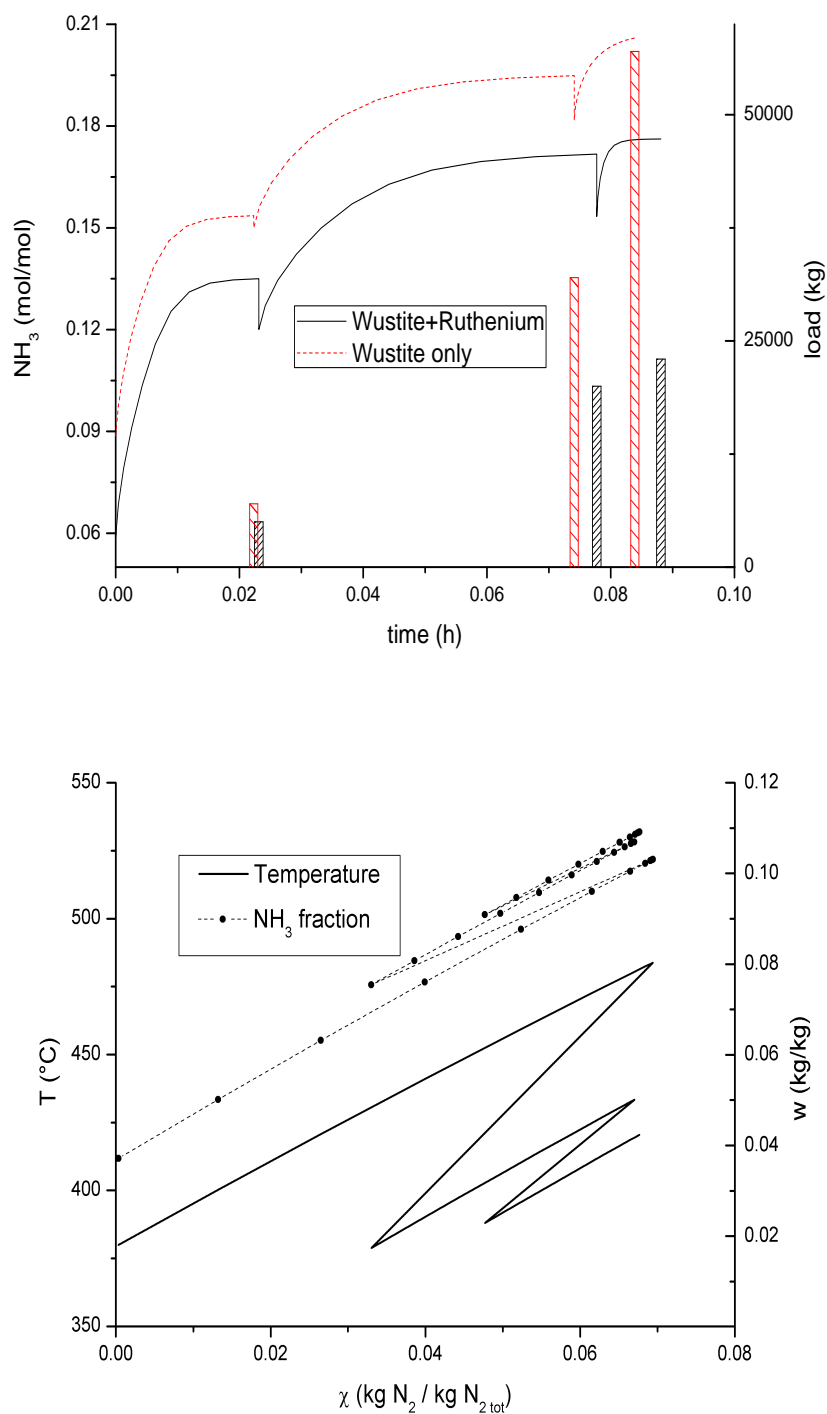 0.21
0.18
0.15
0.12
0.09
0.06
NH3 (mol/mol)
50000
25000
0
load (kg)
Wustite+Ruthenium
Wustite only
0.00 0.02 0.04 0.06 0.08 0.10
time (h)
550
500
450
400
350
T (°C)
0.12
0.10
0.08
0.06
0.04
0.02
w (kg/kg)
Temperature
NH3 fraction
0.00 0.02 0.04 0.06 0.08
χ (kg N2 / kg N2 tot)